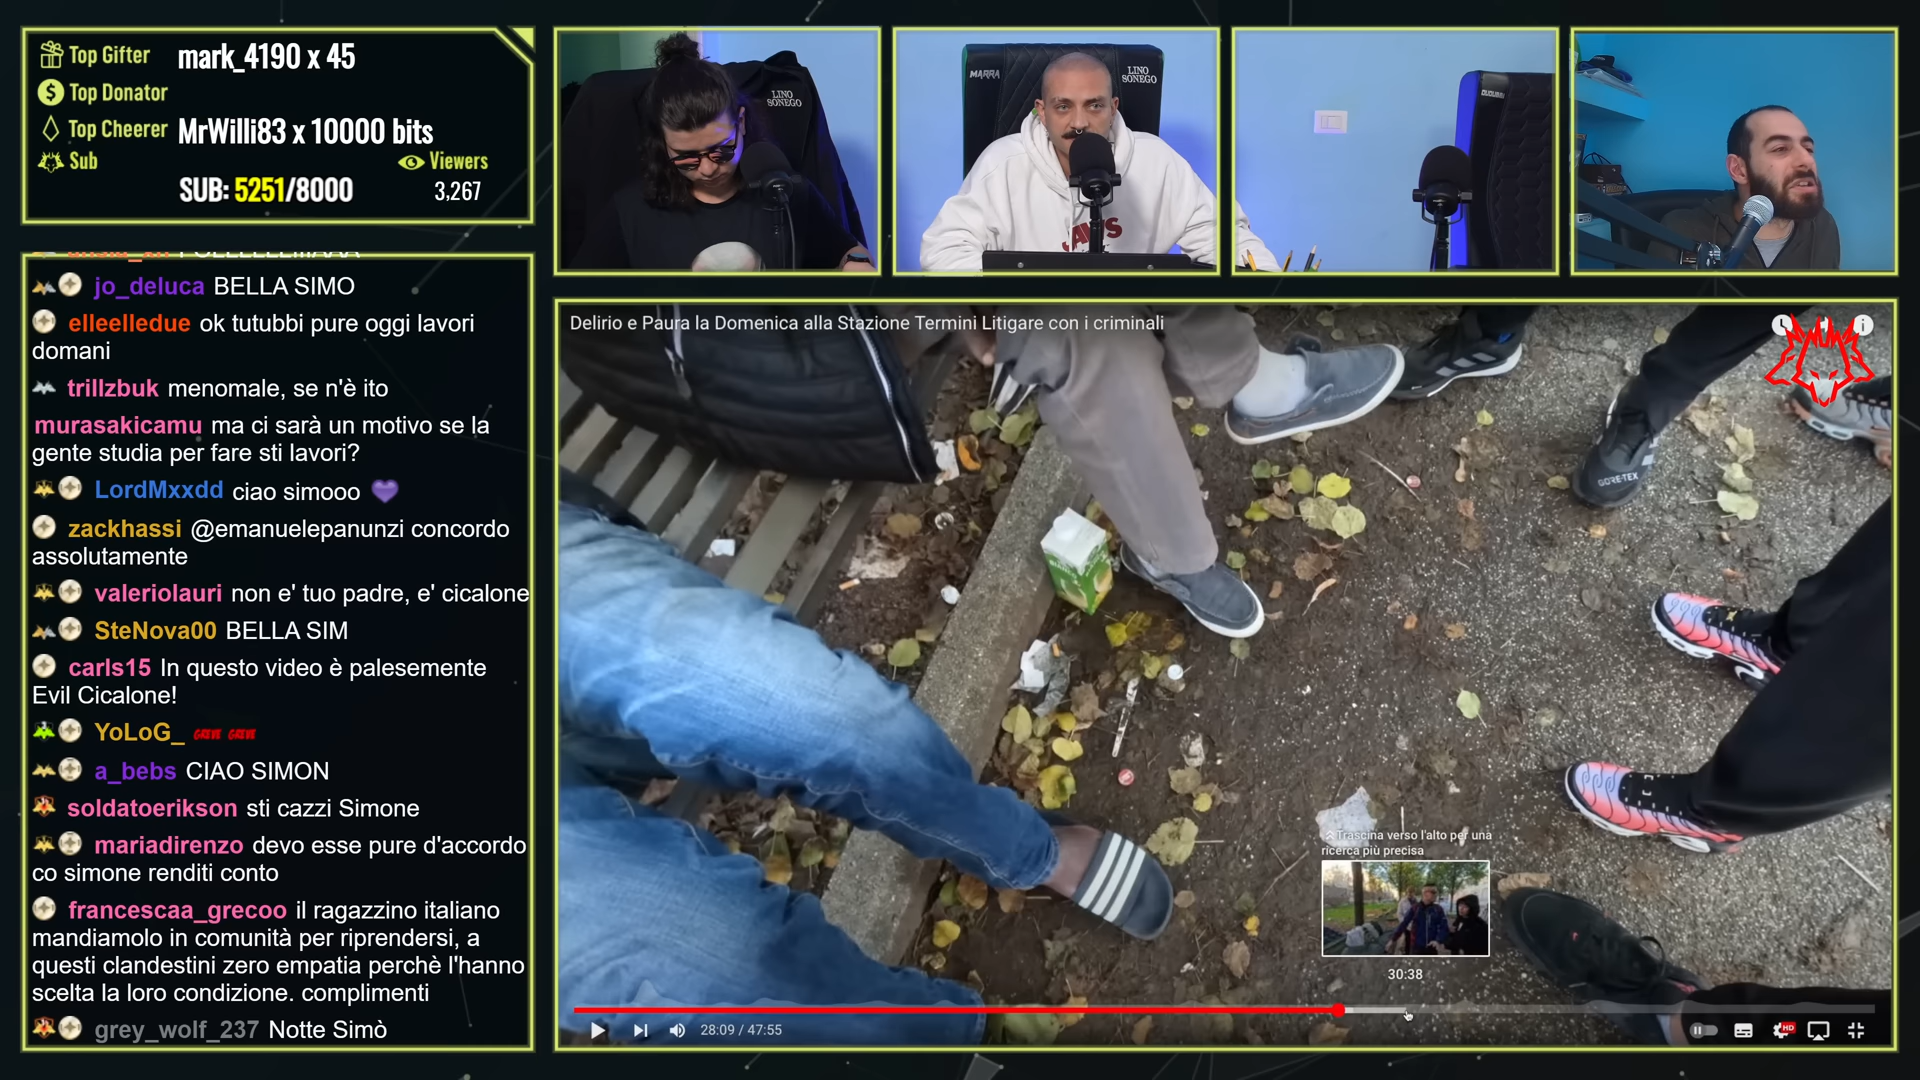 Top Gifter mark_4190 x 45
Top Donator
Top Cheerer MrWilli83 x 10000 bits
Sub Viewers
SUB: 5251/8000 3,267
jo_deluca BELLA SIMO
elleelledue ok tutubbi pure oggi lavori
domani
trillzbuk menomale, se n'è ito
murasakicamu ma ci sarà un motivo se la
gente studia per fare sti lavori?
LordMxxdd ciao simooo
zackhassi @emanuelepanunzi concordo
assolutamente
valeriolauri non e' tuo padre, e' cicalone
SteNova00 BELLA SIM
carls15 In questo video è palesemente
Evil Cicalone!
YoLoG_ GREVE GREVE
a_bebs CIAO SIMON
soldatoerikson sti cazzi Simone
mariadirenzo devo esse pure d'accordo
co simone renditi conto
francescaa_grecoo il ragazzino italiano
mandiamolo in comunità per riprendersi, a
questi clandestini zero empatia perchè l'hanno
scelta la loro condizione. complimenti
grey_wolf_237 Notte Simò
LINO
SONEGO
MARRA
LINO
SONEGO
Delirio e Paura la Domenica alla Stazione Termini Litigare con i criminali
GORE-TEX
Trascina verso l'alto per una
ricerca più precisa
30:38
28:09 / 47:55
HD